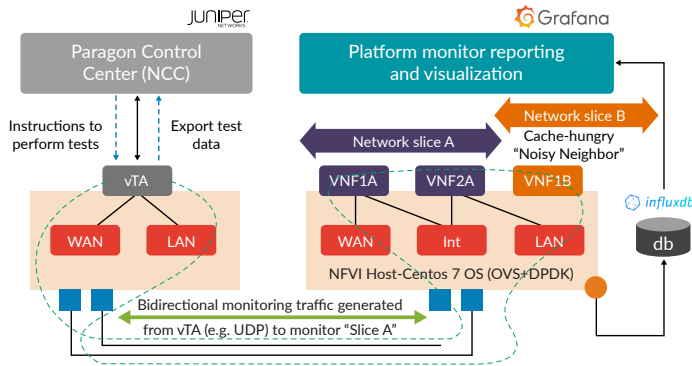 JUNIPER
NETWORKS
Grafana
Paragon Control
Center (NCC)
Platform monitor reporting
and visualization
Instructions to
perform tests
Export test
data
Network slice A
Network slice B
Cache-hungry
“Noisy Neighbor”
vTA
VNF1A
VNF2A
VNF1B
WAN
LAN
WAN
Int
LAN
NFVI Host-Centos 7 OS (OVS+DPDK)
influxdb
db
Bidirectional monitoring traffic generated
from vTA (e.g. UDP) to monitor “Slice A”